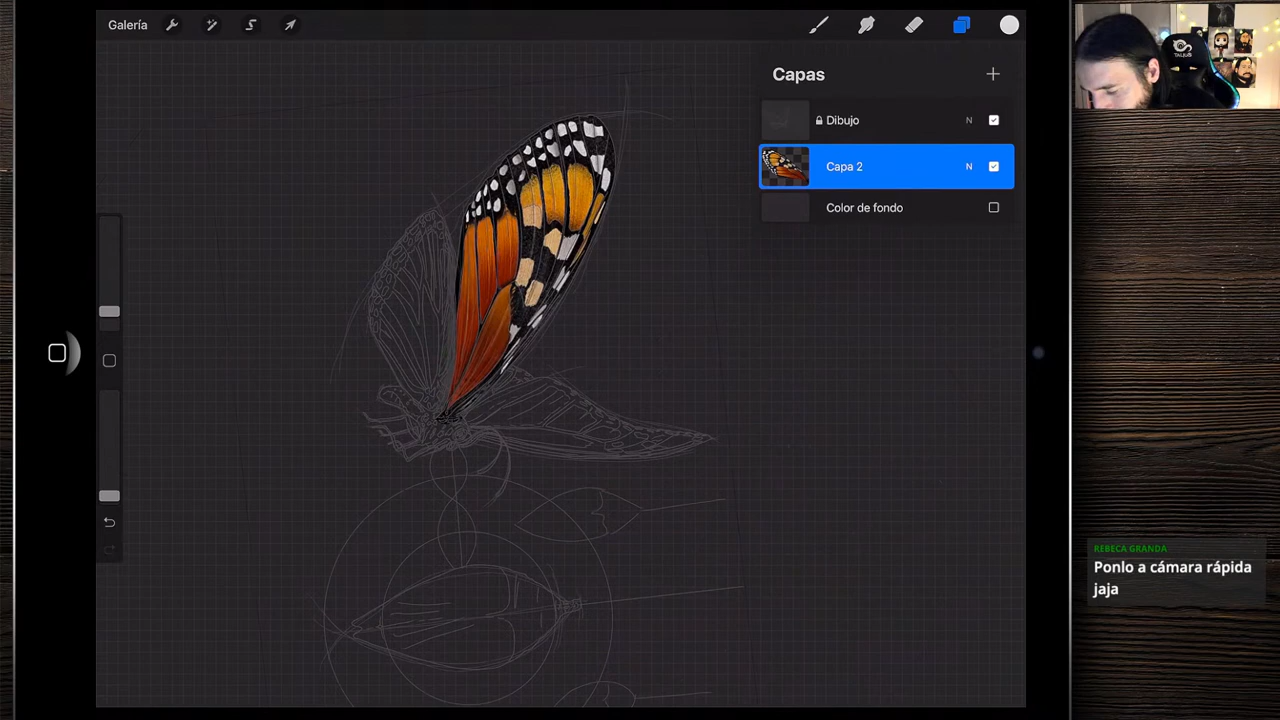 Galería
Capas
Dibujo
N
Capa 2
N
Color de fondo
REBECA GRANDA
Ponlo a cámara rápida
jaja